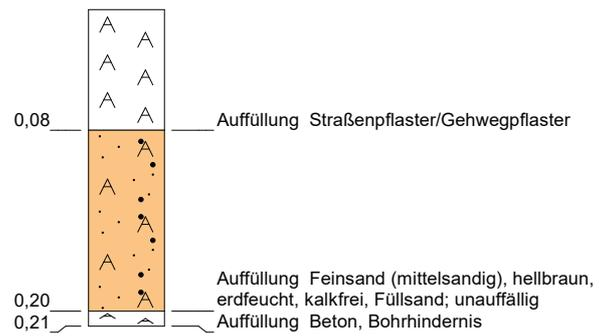 A
A
A
A
A
A
0,08
Auffüllung Straßenpflaster/Gehwegpflaster
A
A
A
A
A
Auffüllung Feinsand (mittelsandig), hellbraun,
0,20
erdfeucht, kalkfrei, Füllsand; unauffällig
0,21
Auffüllung Beton, Bohrhindernis